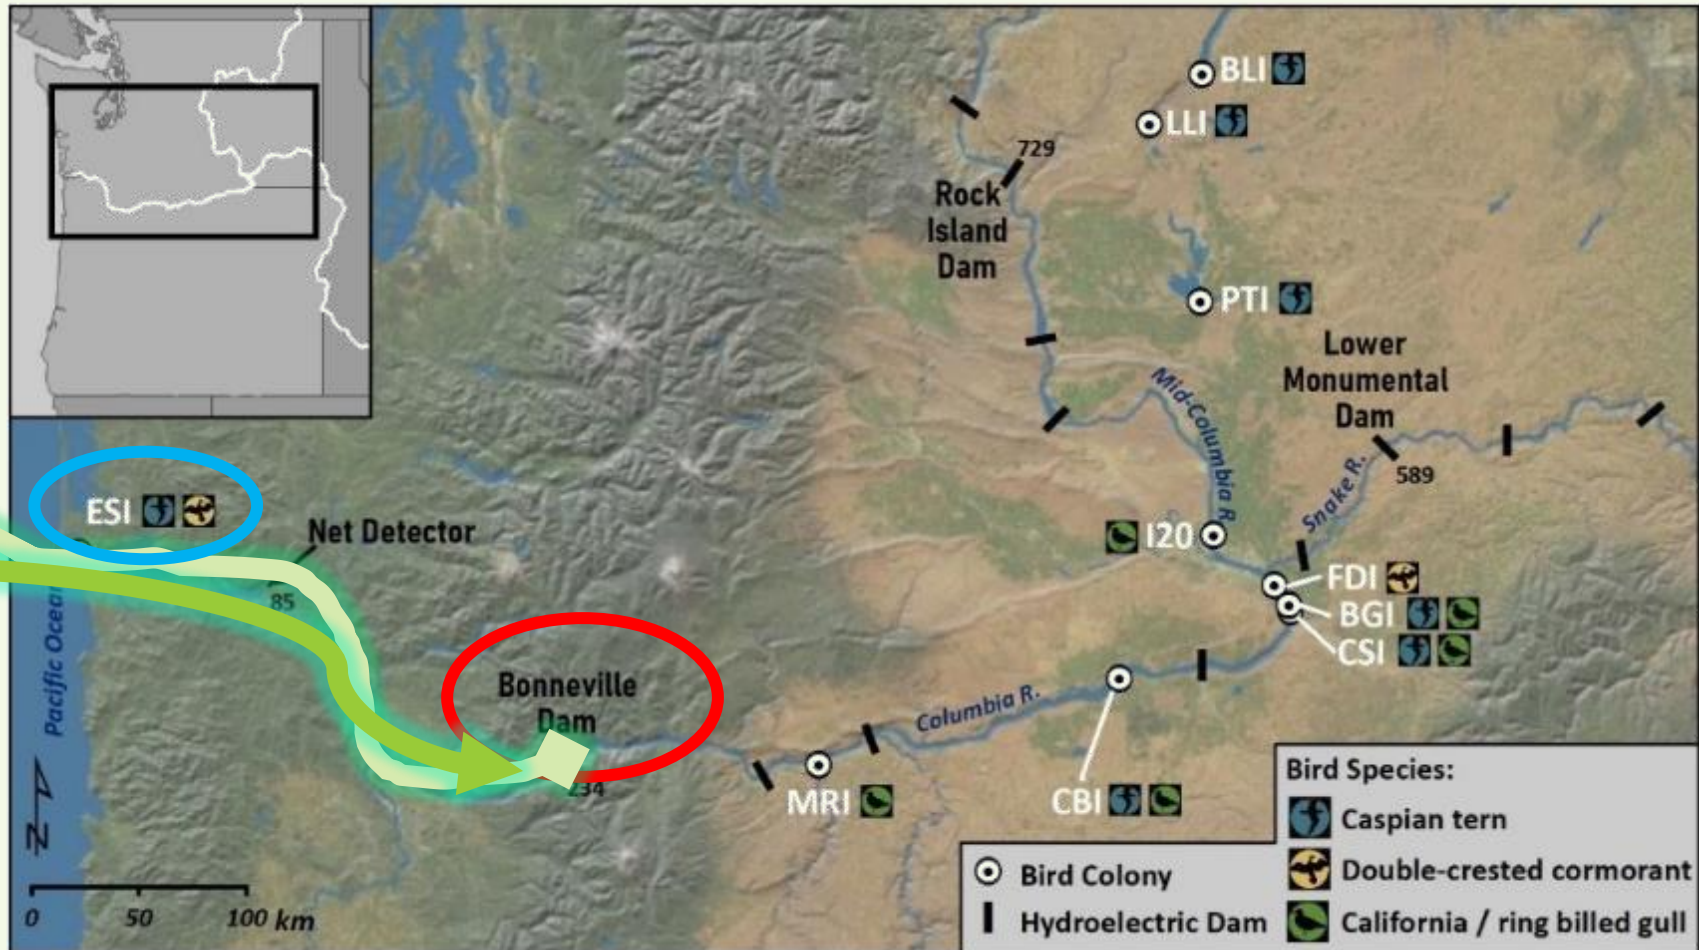 BLI
LLI
729
Rock
Island
Dam
PTI
Lower
Monumental
Dam
Mid-Columbia R.
589
Snake R.
ESI
Net Detector
85
I20
FDI
BGI
CSI
Pacific Ocean
Bonneville
Dam
234
Columbia R.
MRI
CBI
N
0 50 100 km
Bird Colony
Hydroelectric Dam
Bird Species:
Caspian tern
Double-crested cormorant
California / ring billed gull